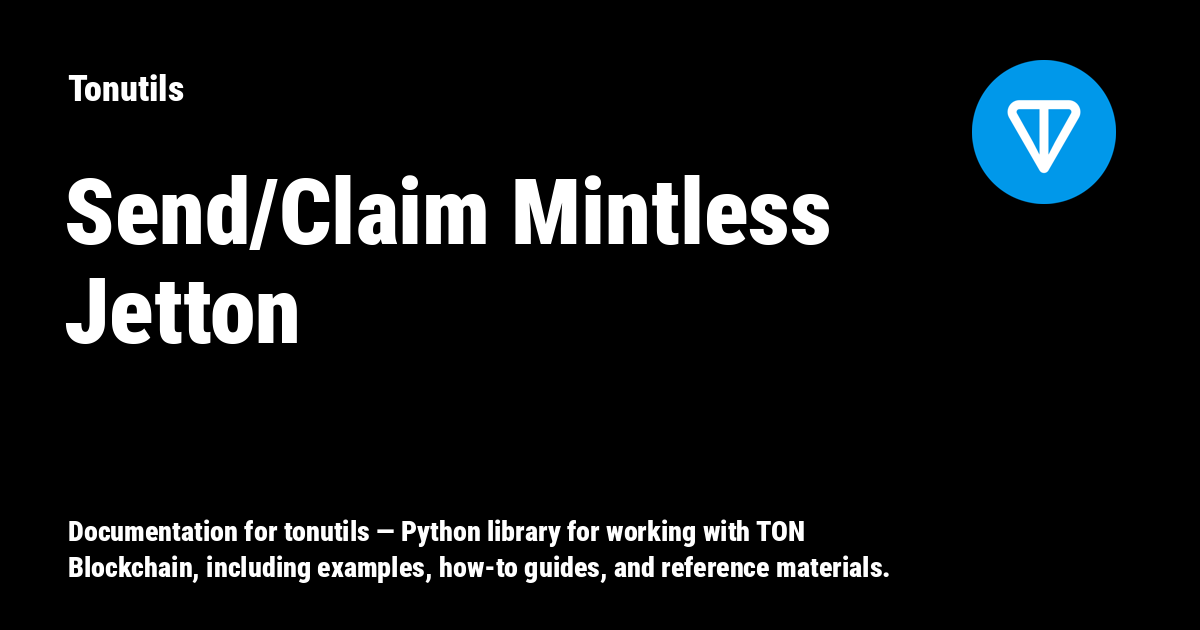 Tonutils
Send/Claim Mintless
Jetton
Documentation for tonutils — Python library for working with TON
Blockchain, including examples, how-to guides, and reference materials.